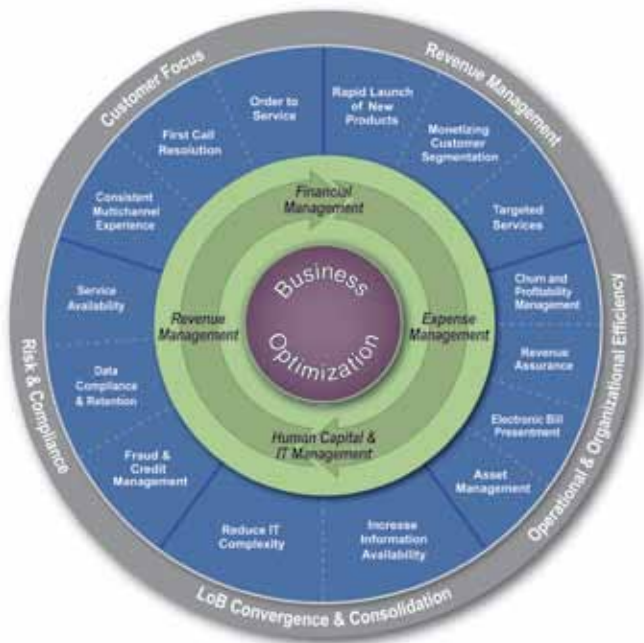 Customer Focus
Revenue Management
Operational & Organizational Efficiency
LoB Convergence & Consolidation
Risk & Compliance
Order to
Service
First Call
Resolution
Consistent
Multichannel
Experience
Rapid Launch
of New
Products
Monetizing
Customer
Segmentation
Targeted
Services
Churn and
Profitability
Management
Revenue
Assurance
Electronic Bill
Presentment
Asset
Management
Increase
Information
Availability
Reduce IT
Complexity
Fraud &
Credit
Management
Data
Compliance
& Retention
Service
Availability
Financial
Management
Expense
Management
Human Capital &
IT Management
Revenue
Management
Business
Optimization